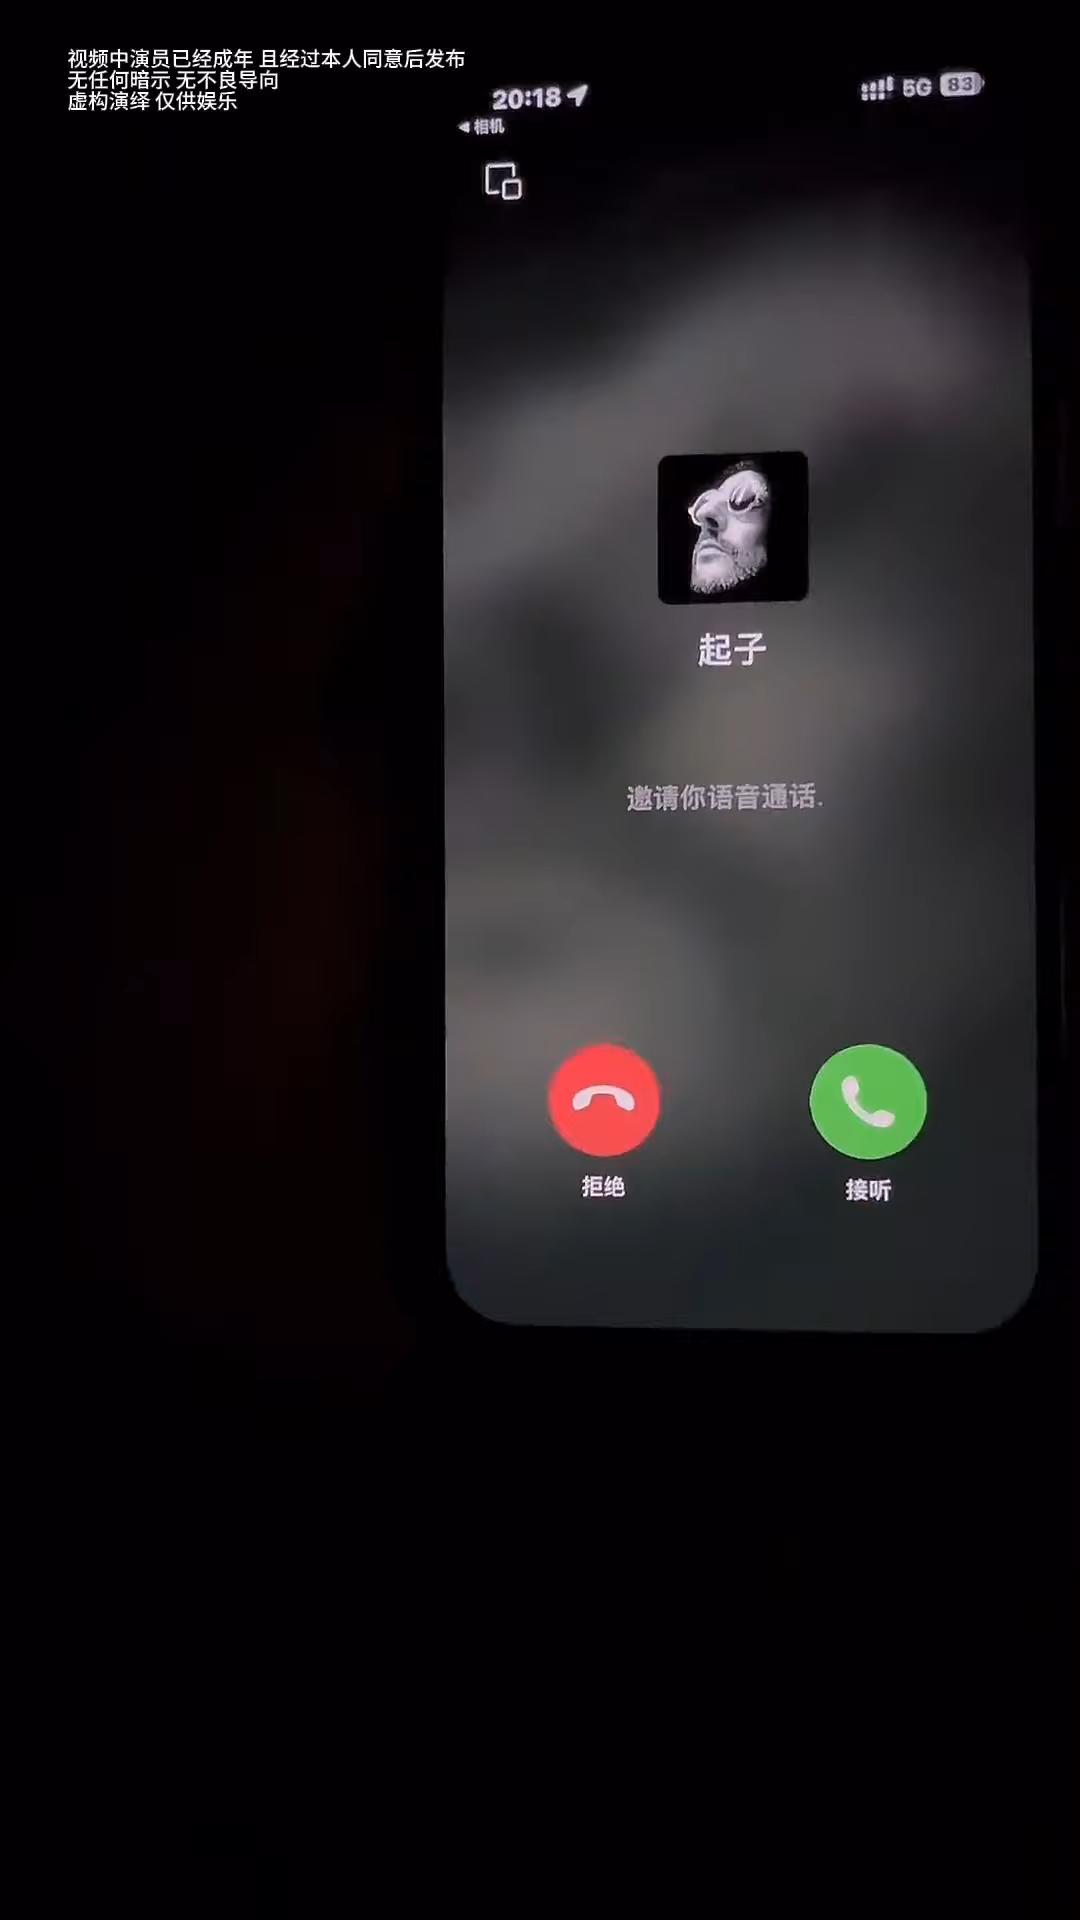 视频中演员已经成年 且经过本人同意后发布
无任何暗示 无不良导向
虚构演绎 仅供娱乐
20:18
5G 83
相机
起子
邀请你语音通话.
拒绝
接听